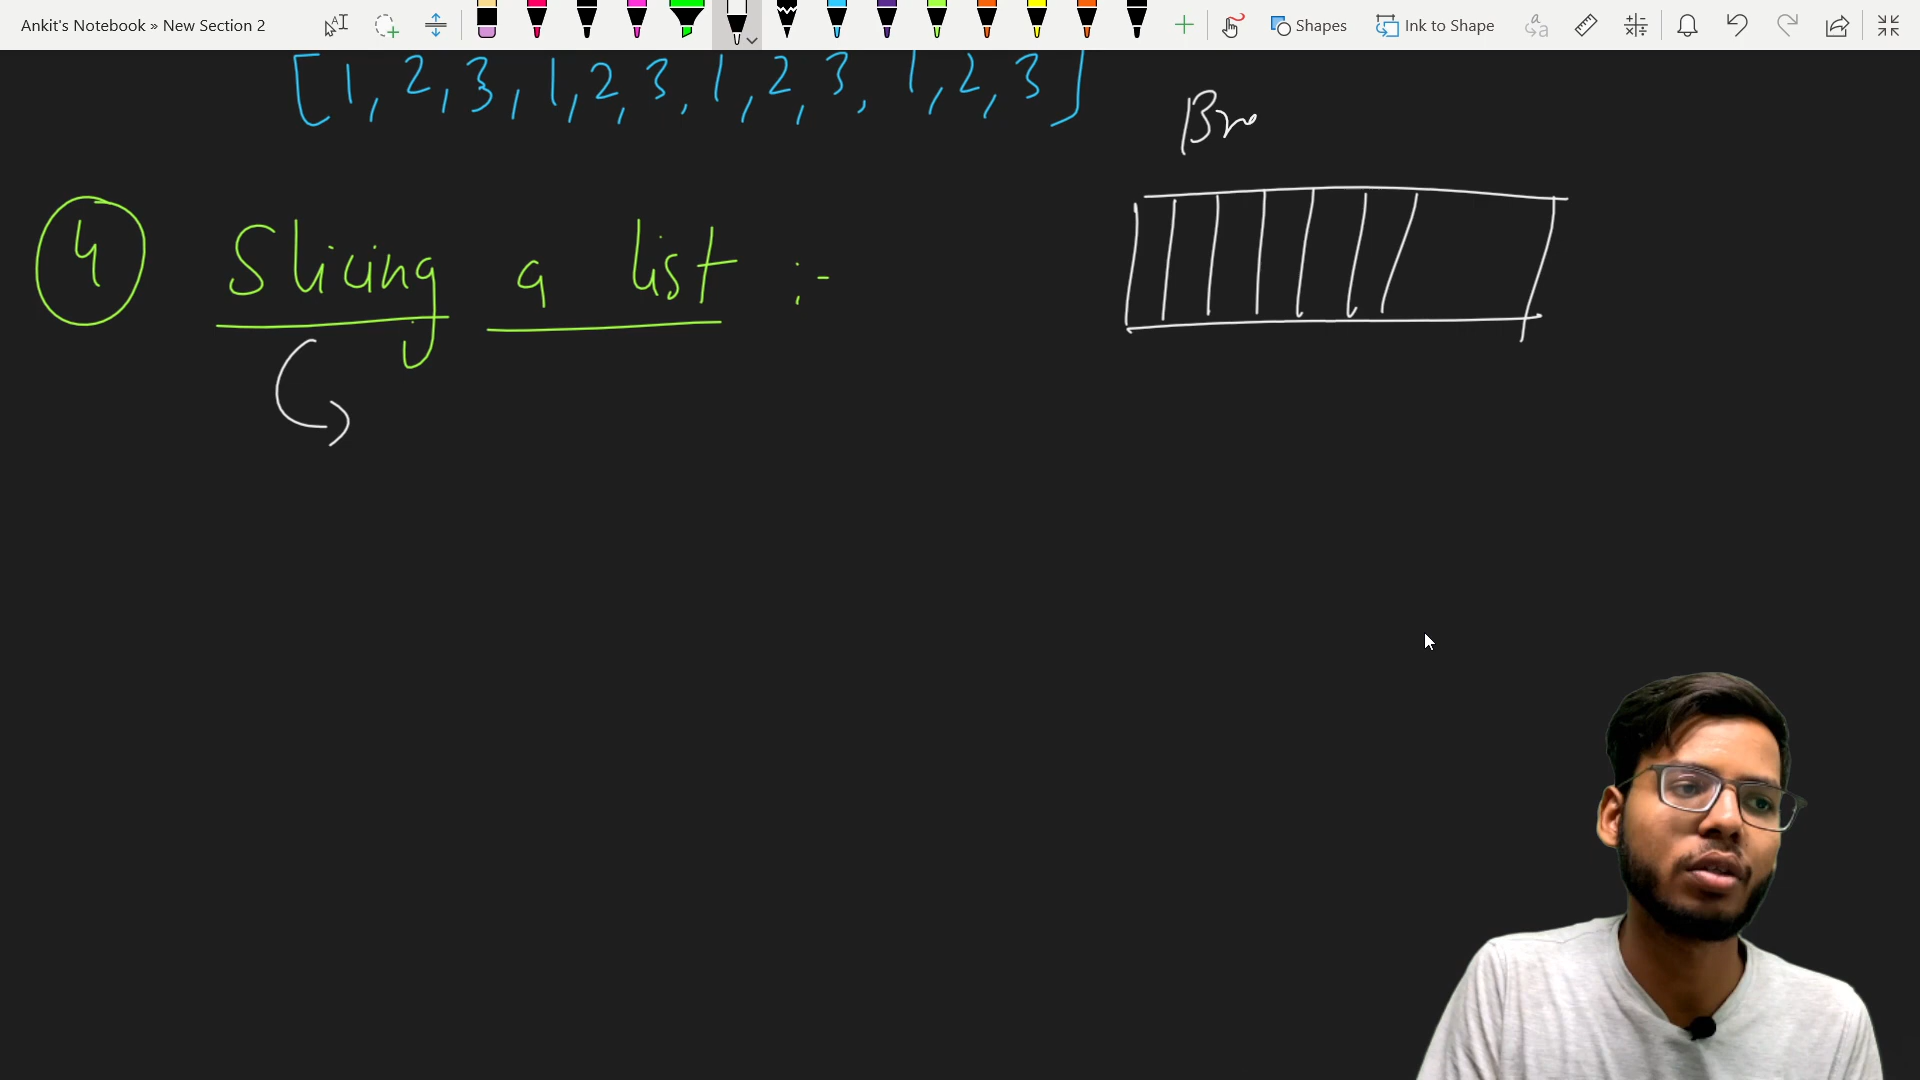 Ankit's Notebook » New Section 2
Shapes
Ink to Shape
[1, 2, 3, 1, 2, 3, 1, 2, 3, 1, 2, 3]
Bre
4 Slicing a list :-